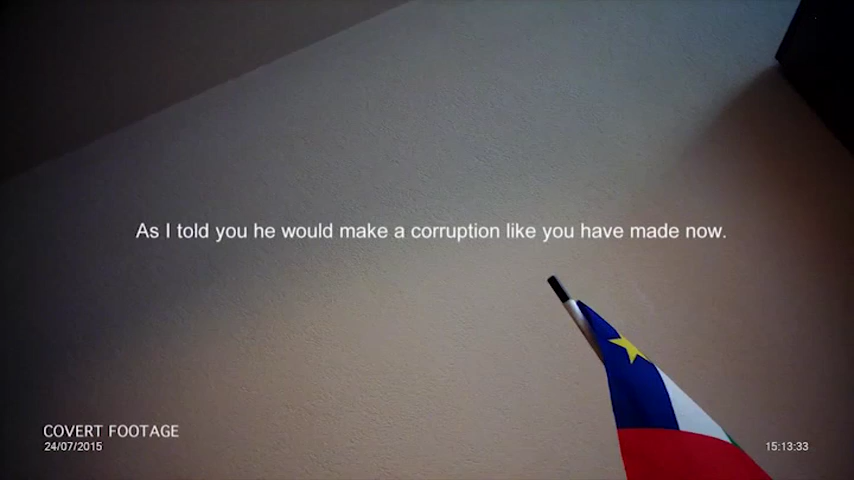 As I told you he would make a corruption like you have made now.
COVERT FOOTAGE
24/07/2015
15:13:33